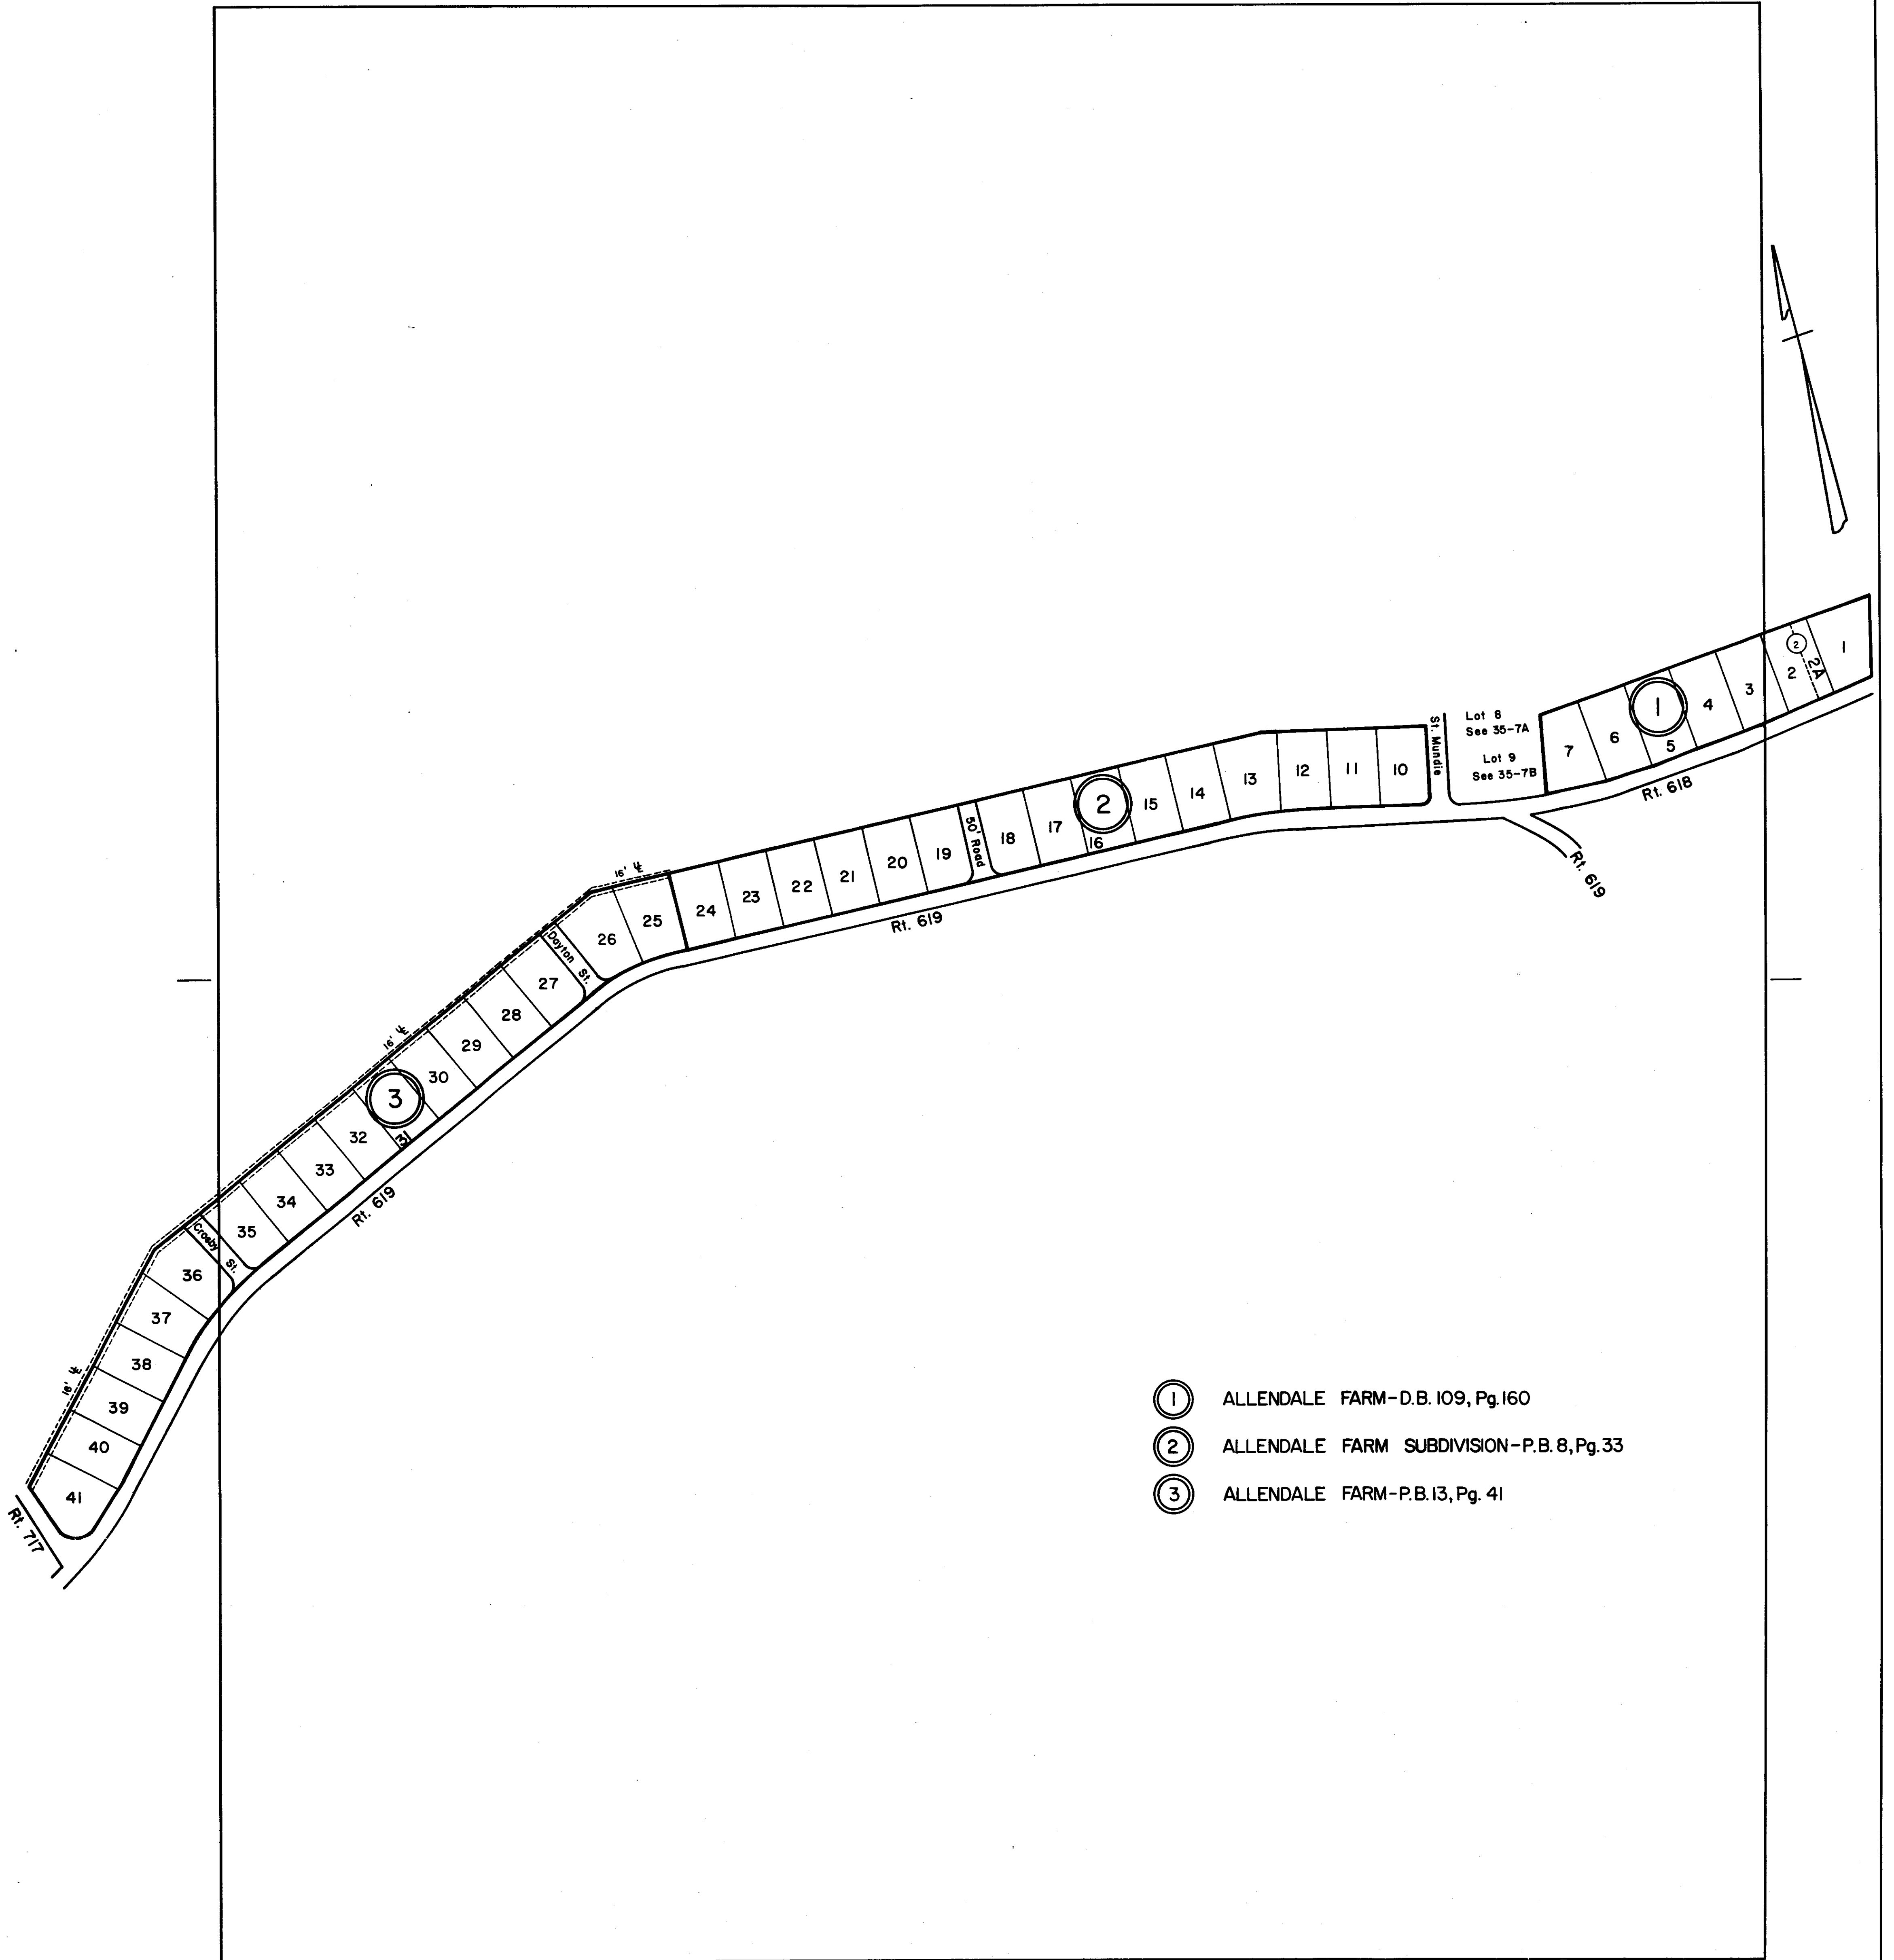 1
2
2A
2
3
4
1
5
6
7
Lot 8
See 35-7A
Lot 9
See 35-7B
Rt. 618
Rt. 619
St. Mundie
10
11
12
13
14
15
2
16
17
18
50' Road
19
20
21
22
23
24
Rt. 619
16' ℄
25
26
Dayton St.
27
28
29
16' ℄
30
3
31
32
33
34
35
Rt. 619
Crosby St.
36
37
38
39
40
41
16' ℄
Rt. 717
1 ALLENDALE FARM-D.B. 109, Pg. 160
2 ALLENDALE FARM SUBDIVISION-P.B. 8, Pg. 33
3 ALLENDALE FARM-P.B. 13, Pg. 41